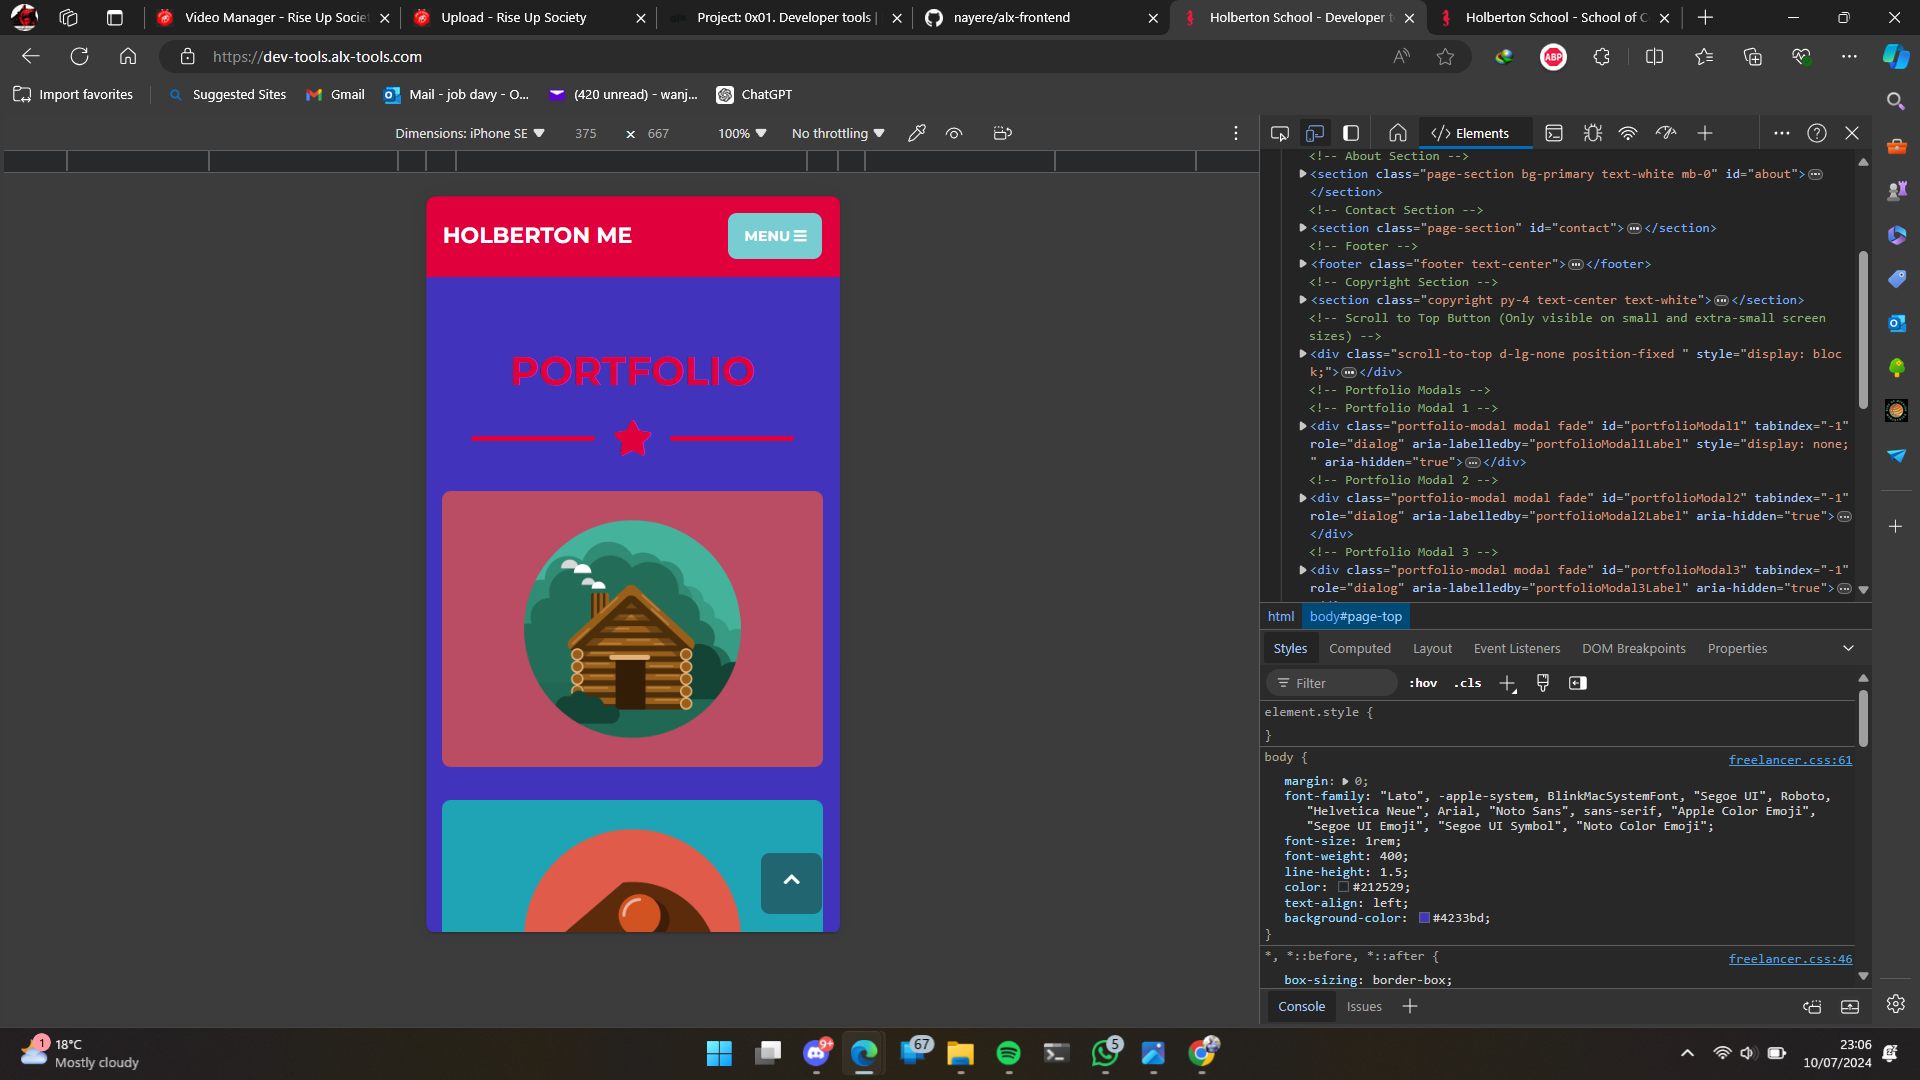 Video Manager - Rise Up Societ
Upload - Rise Up Society
Project: 0x01. Developer tools |
nayere/alx-frontend
Holberton School - Developer t
Holberton School - School of C
https://dev-tools.alx-tools.com
ABP
Import favorites
Suggested Sites
Gmail
Mail - job davy - O...
(420 unread) - wanj...
ChatGPT
Dimensions: iPhone SE
375
x
667
100%
No throttling
Elements
<!-- About Section -->
<section class="page-section bg-primary text-white mb-0" id="about">
</section>
<!-- Contact Section -->
<section class="page-section" id="contact"> </section>
<!-- Footer -->
<footer class="footer text-center"> </footer>
<!-- Copyright Section -->
<section class="copyright py-4 text-center text-white"> </section>
<!-- Scroll to Top Button (Only visible on small and extra-small screen
sizes) -->
<div class="scroll-to-top d-lg-none position-fixed " style="display: bloc
k;"> </div>
<!-- Portfolio Modals -->
<!-- Portfolio Modal 1 -->
<div class="portfolio-modal modal fade" id="portfolioModal1" tabindex="-1"
role="dialog" aria-labelledby="portfolioModal1Label" style="display: none;
" aria-hidden="true"> </div>
<!-- Portfolio Modal 2 -->
<div class="portfolio-modal modal fade" id="portfolioModal2" tabindex="-1"
role="dialog" aria-labelledby="portfolioModal2Label" aria-hidden="true">
</div>
<!-- Portfolio Modal 3 -->
<div class="portfolio-modal modal fade" id="portfolioModal3" tabindex="-1"
role="dialog" aria-labelledby="portfolioModal3Label" aria-hidden="true">
HOLBERTON ME
MENU
PORTFOLIO
html
body#page-top
Styles
Computed
Layout
Event Listeners
DOM Breakpoints
Properties
Filter
:hov
.cls
element.style {
}
body {
freelancer.css:61
margin: 0;
font-family: "Lato", -apple-system, BlinkMacSystemFont, "Segoe UI", Roboto,
"Helvetica Neue", Arial, "Noto Sans", sans-serif, "Apple Color Emoji",
"Segoe UI Emoji", "Segoe UI Symbol", "Noto Color Emoji";
font-size: 1rem;
font-weight: 400;
line-height: 1.5;
color: #212529;
text-align: left;
background-color: #4233bd;
}
*, *::before, *::after {
freelancer.css:46
box-sizing: border-box;
Console
Issues
1
18°C
Mostly cloudy
9+
67
5
23:06
10/07/2024